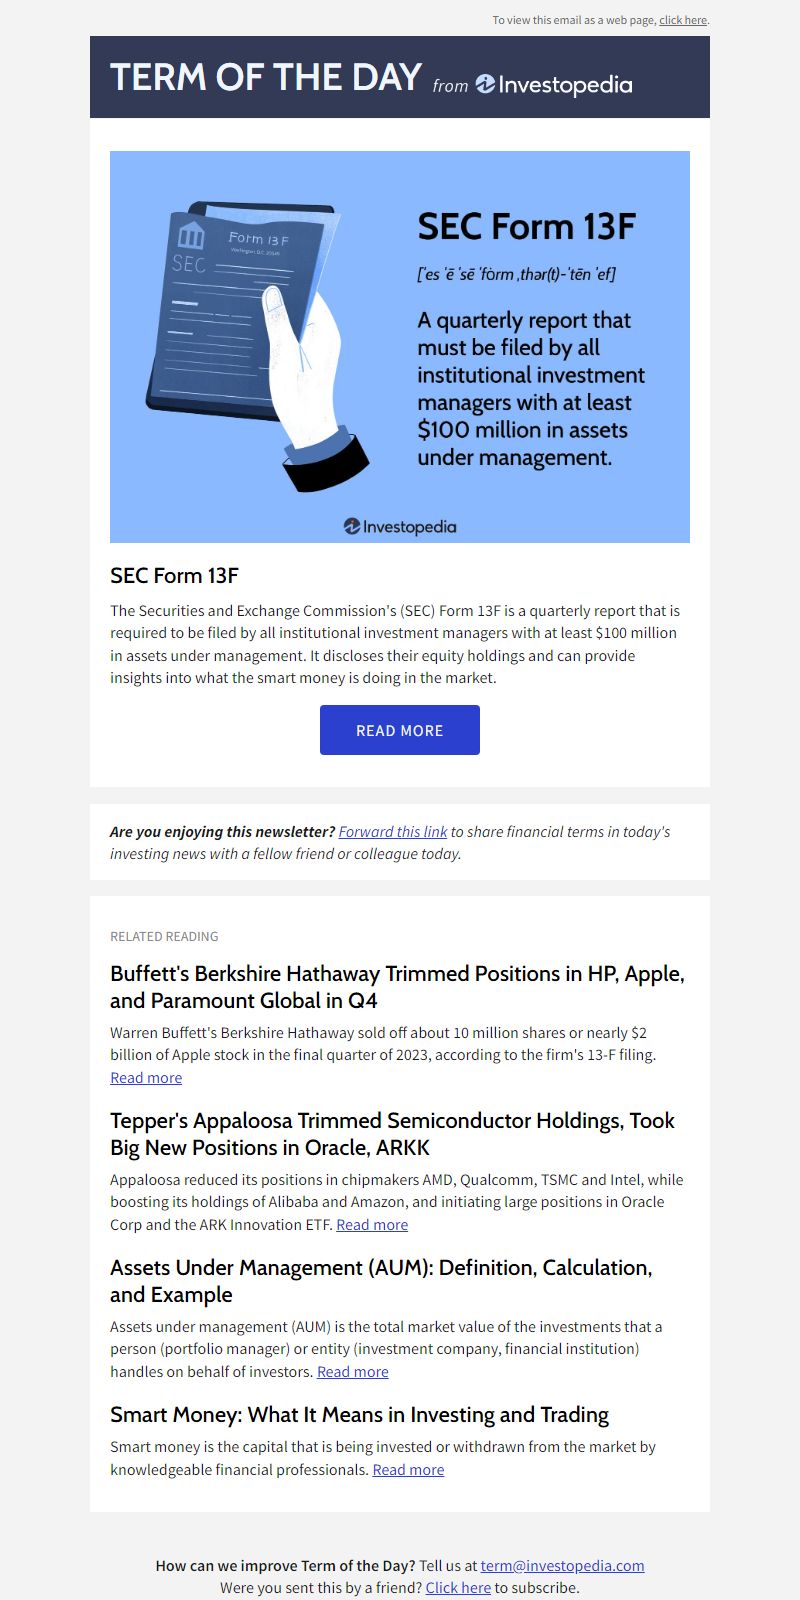 To view this email as a web page, click here.
TERM OF THE DAY from Investopedia
Form 13F
Washington, D.C. 20549
SEC
SEC Form 13F
['es 'ē 'sē 'fȯrm ,thər(t)-'tēn 'ef]
A quarterly report that
must be filed by all
institutional investment
managers with at least
$100 million in assets
under management.
Investopedia
SEC Form 13F
The Securities and Exchange Commission's (SEC) Form 13F is a quarterly report that is
required to be filed by all institutional investment managers with at least $100 million
in assets under management. It discloses their equity holdings and can provide
insights into what the smart money is doing in the market.
READ MORE
Are you enjoying this newsletter? Forward this link to share financial terms in today's
investing news with a fellow friend or colleague today.
RELATED READING
Buffett's Berkshire Hathaway Trimmed Positions in HP, Apple,
and Paramount Global in Q4
Warren Buffett's Berkshire Hathaway sold off about 10 million shares or nearly $2
billion of Apple stock in the final quarter of 2023, according to the firm's 13-F filing.
Read more
Tepper's Appaloosa Trimmed Semiconductor Holdings, Took
Big New Positions in Oracle, ARKK
Appaloosa reduced its positions in chipmakers AMD, Qualcomm, TSMC and Intel, while
boosting its holdings of Alibaba and Amazon, and initiating large positions in Oracle
Corp and the ARK Innovation ETF. Read more
Assets Under Management (AUM): Definition, Calculation,
and Example
Assets under management (AUM) is the total market value of the investments that a
person (portfolio manager) or entity (investment company, financial institution)
handles on behalf of investors. Read more
Smart Money: What It Means in Investing and Trading
Smart money is the capital that is being invested or withdrawn from the market by
knowledgeable financial professionals. Read more
How can we improve Term of the Day? Tell us at term@investopedia.com
Were you sent this by a friend? Click here to subscribe.